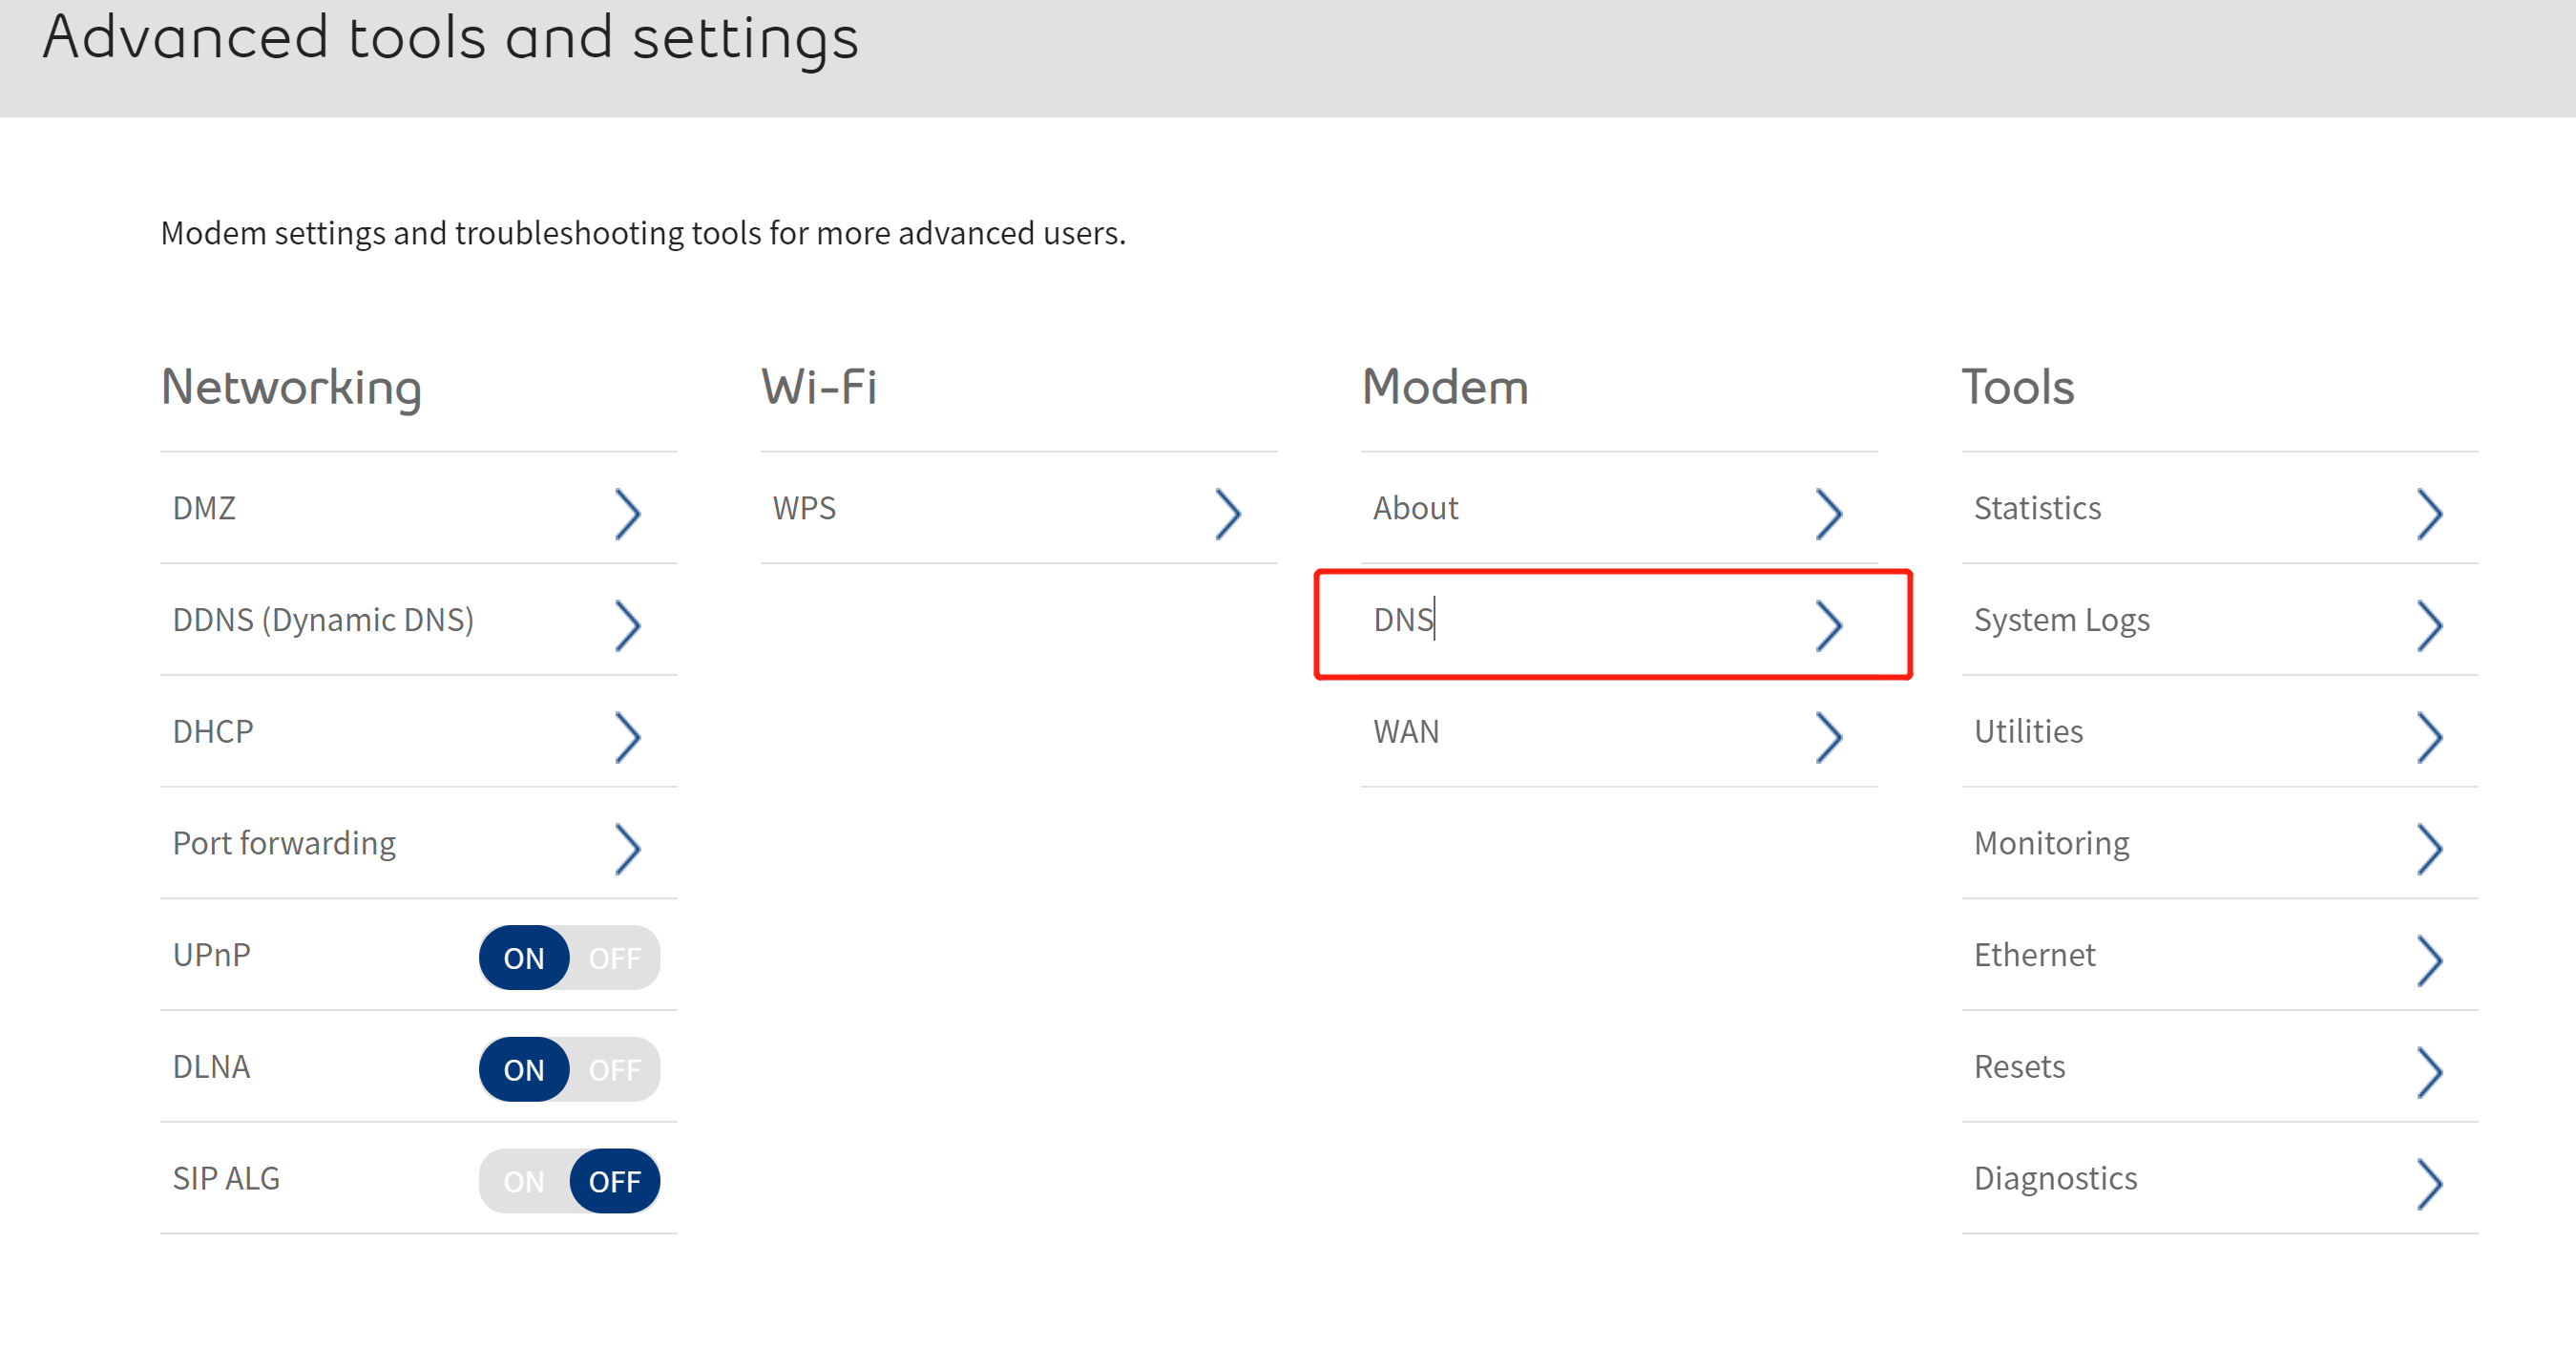 Advanced tools and settings
Modem settings and troubleshooting tools for more advanced users.
Networking
DMZ
DDNS (Dynamic DNS)
DHCP
Port forwarding
UPnP ON OFF
DLNA ON OFF
SIP ALG ON OFF
Wi-Fi
WPS
Modem
About
DNS
WAN
Tools
Statistics
System Logs
Utilities
Monitoring
Ethernet
Resets
Diagnostics